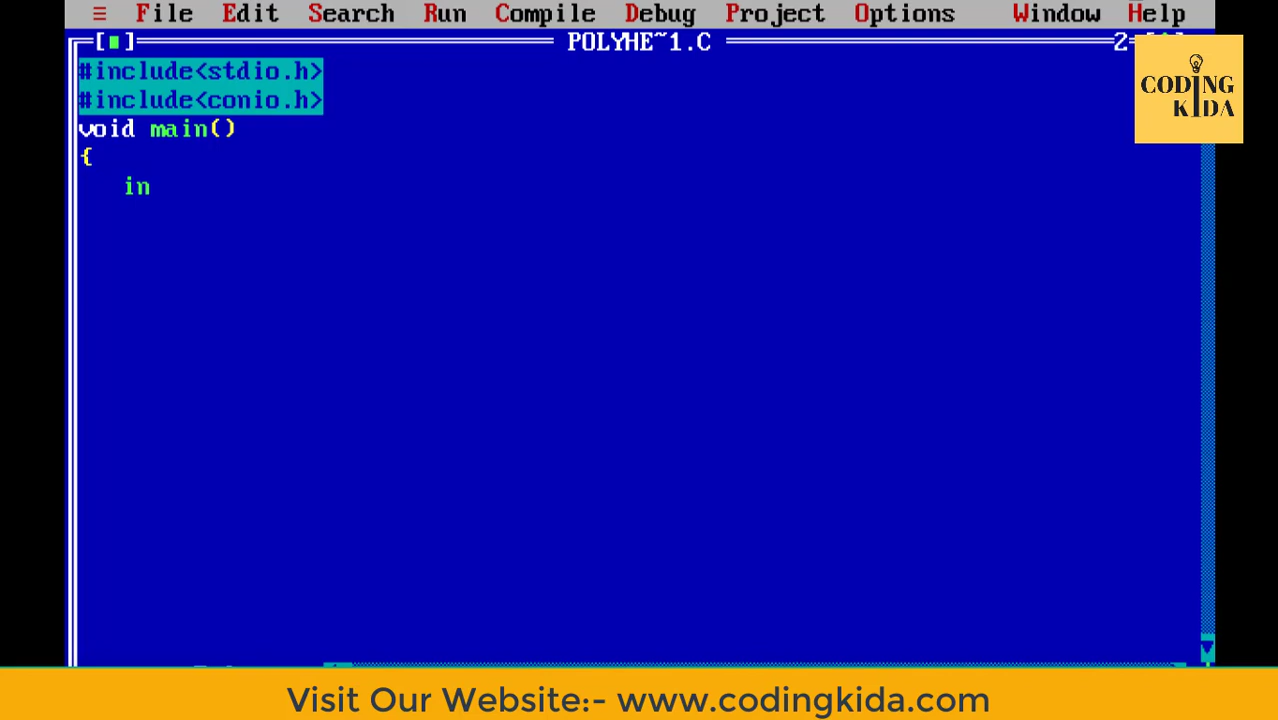 ≡ File Edit Search Run Compile Debug Project Options Window Help
[■] POLYHE~1.C 2
CODING
KIDA
#include<stdio.h>
#include<conio.h>
void main()
{
in
Visit Our Website:- www.codingkida.com